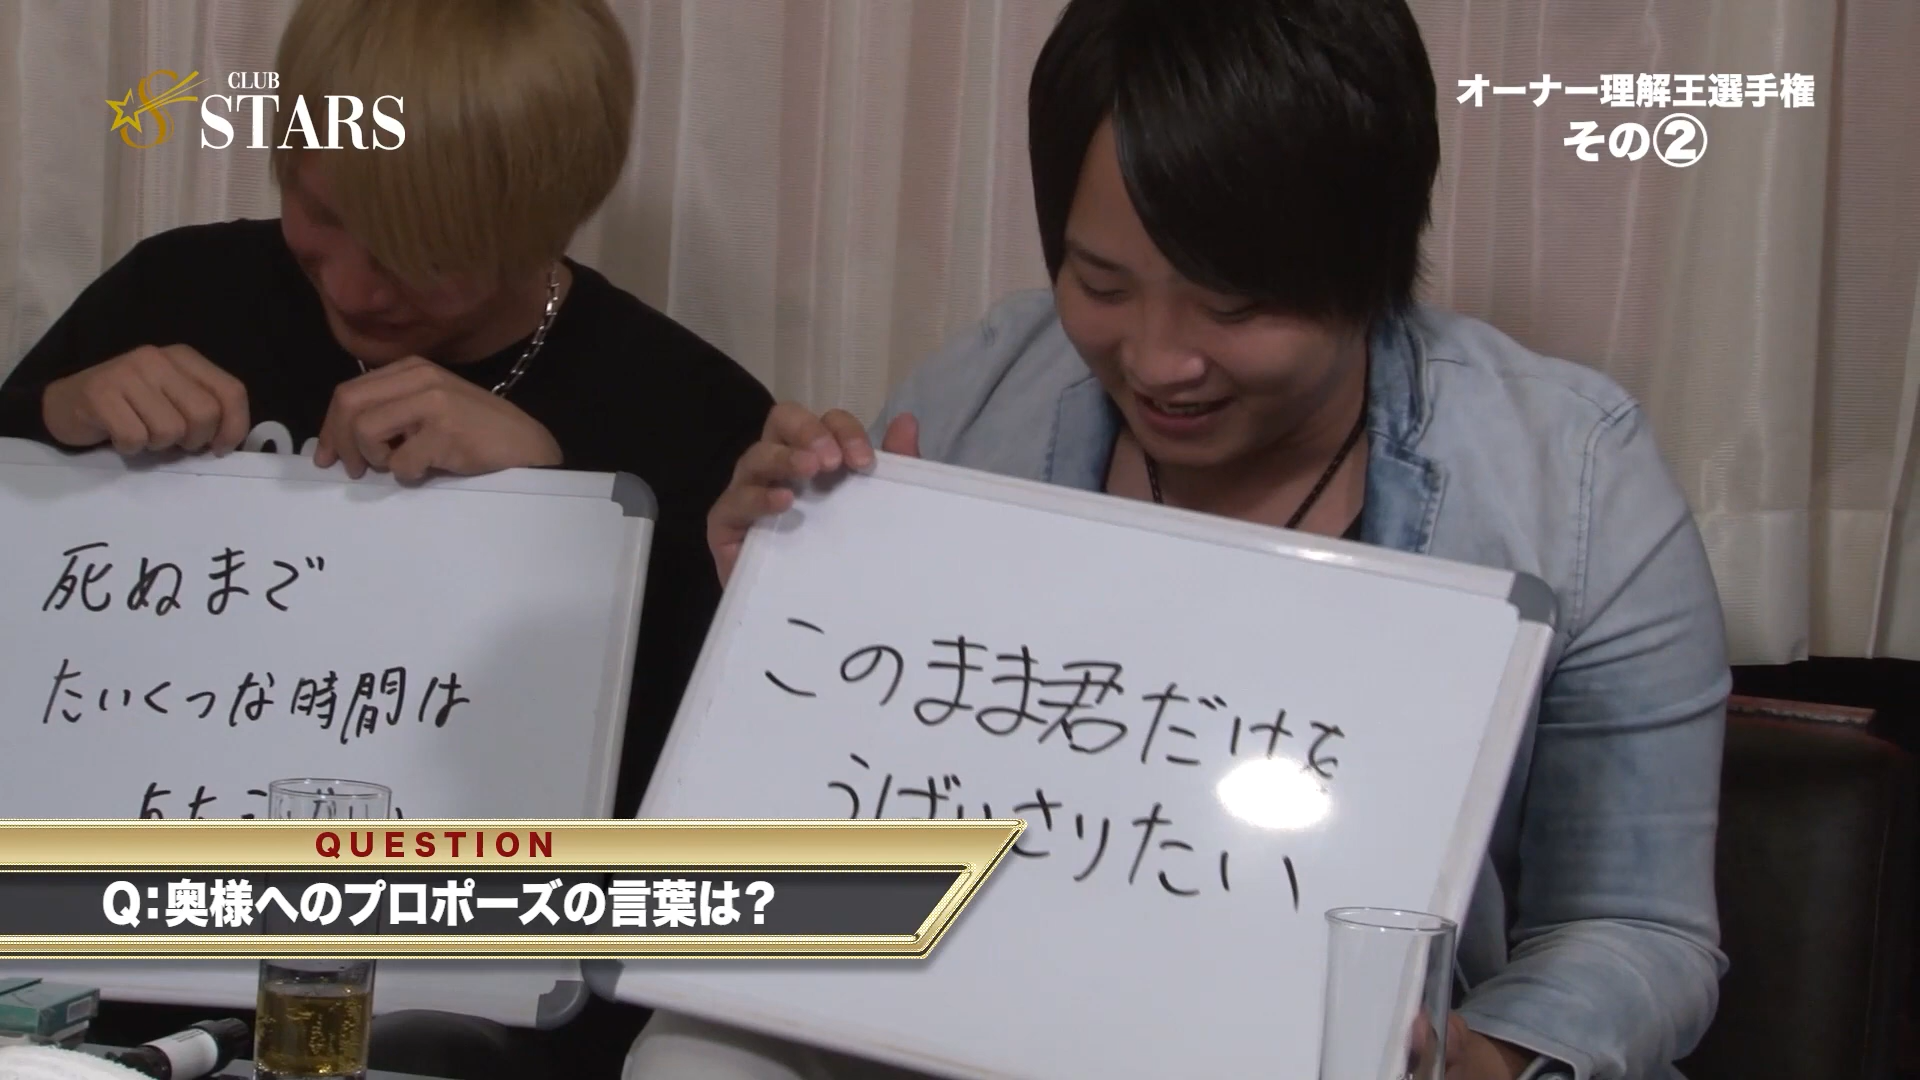 CLUB
STARS
オーナー理解王選手権
その②
死ぬまで
たいくつな時間は
このまま君だけを
うばいさりたい
QUESTION
Q:奥様へのプロポーズの言葉は?